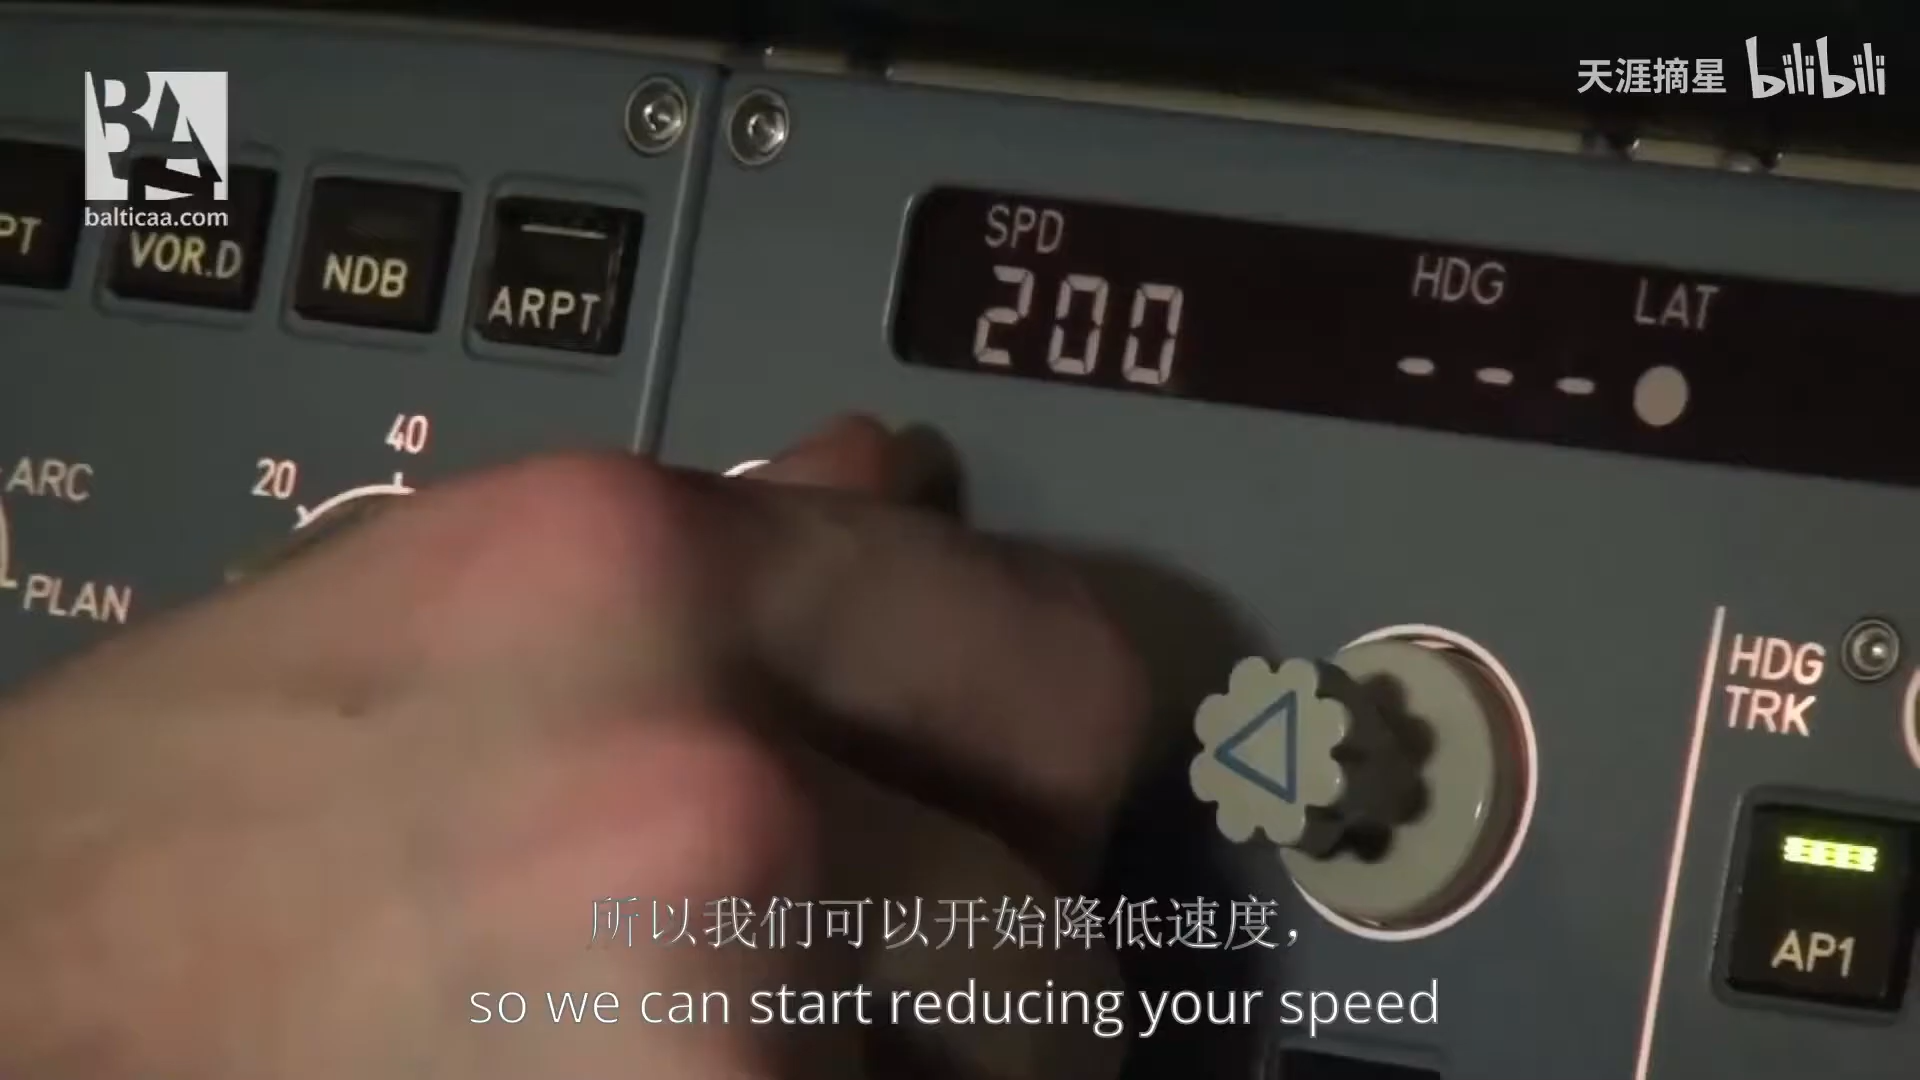 天涯摘星 bilibili
BA
balticaa.com
PT
VOR.D
NDB
ARPT
SPD
200
HDG
LAT
- - -
40
20
ARC
PLAN
HDG
TRK
AP1
所以我们可以开始降低速度，
so we can start reducing your speed